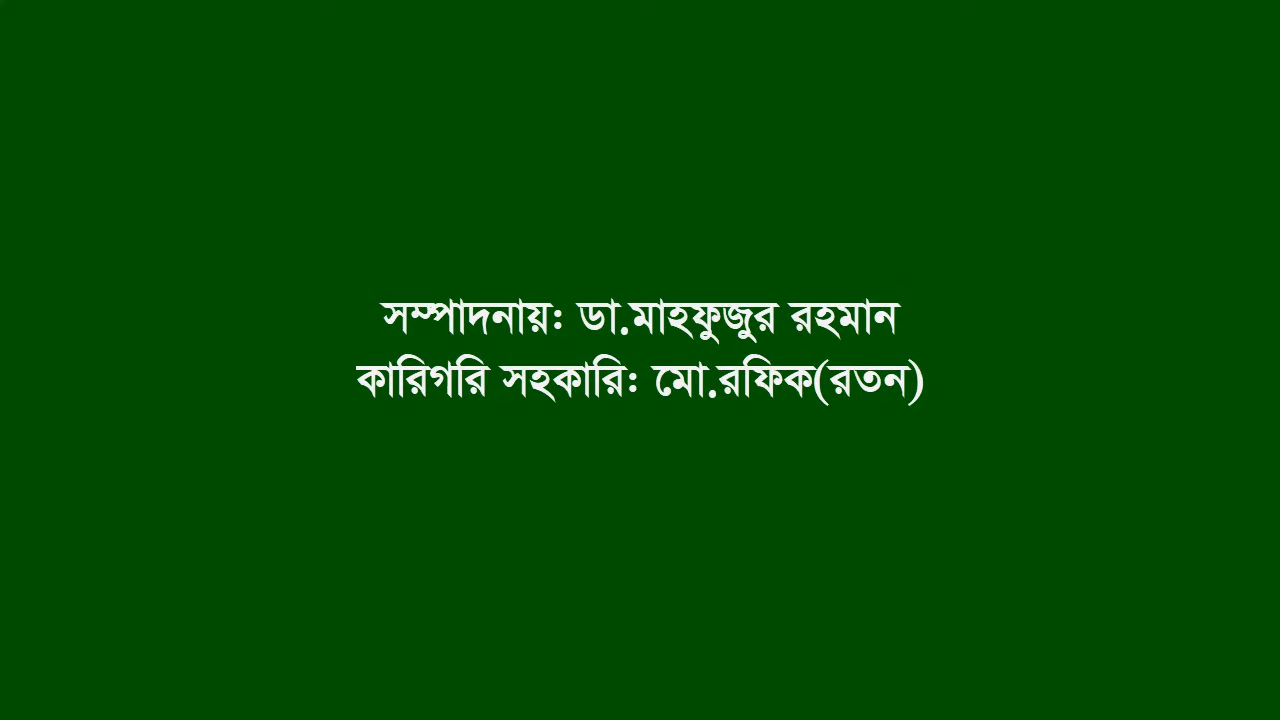 সম্পাদনায়: ডা.মাহফুজুর রহমান
কারিগরি সহকারি: মো.রফিক(রতন)